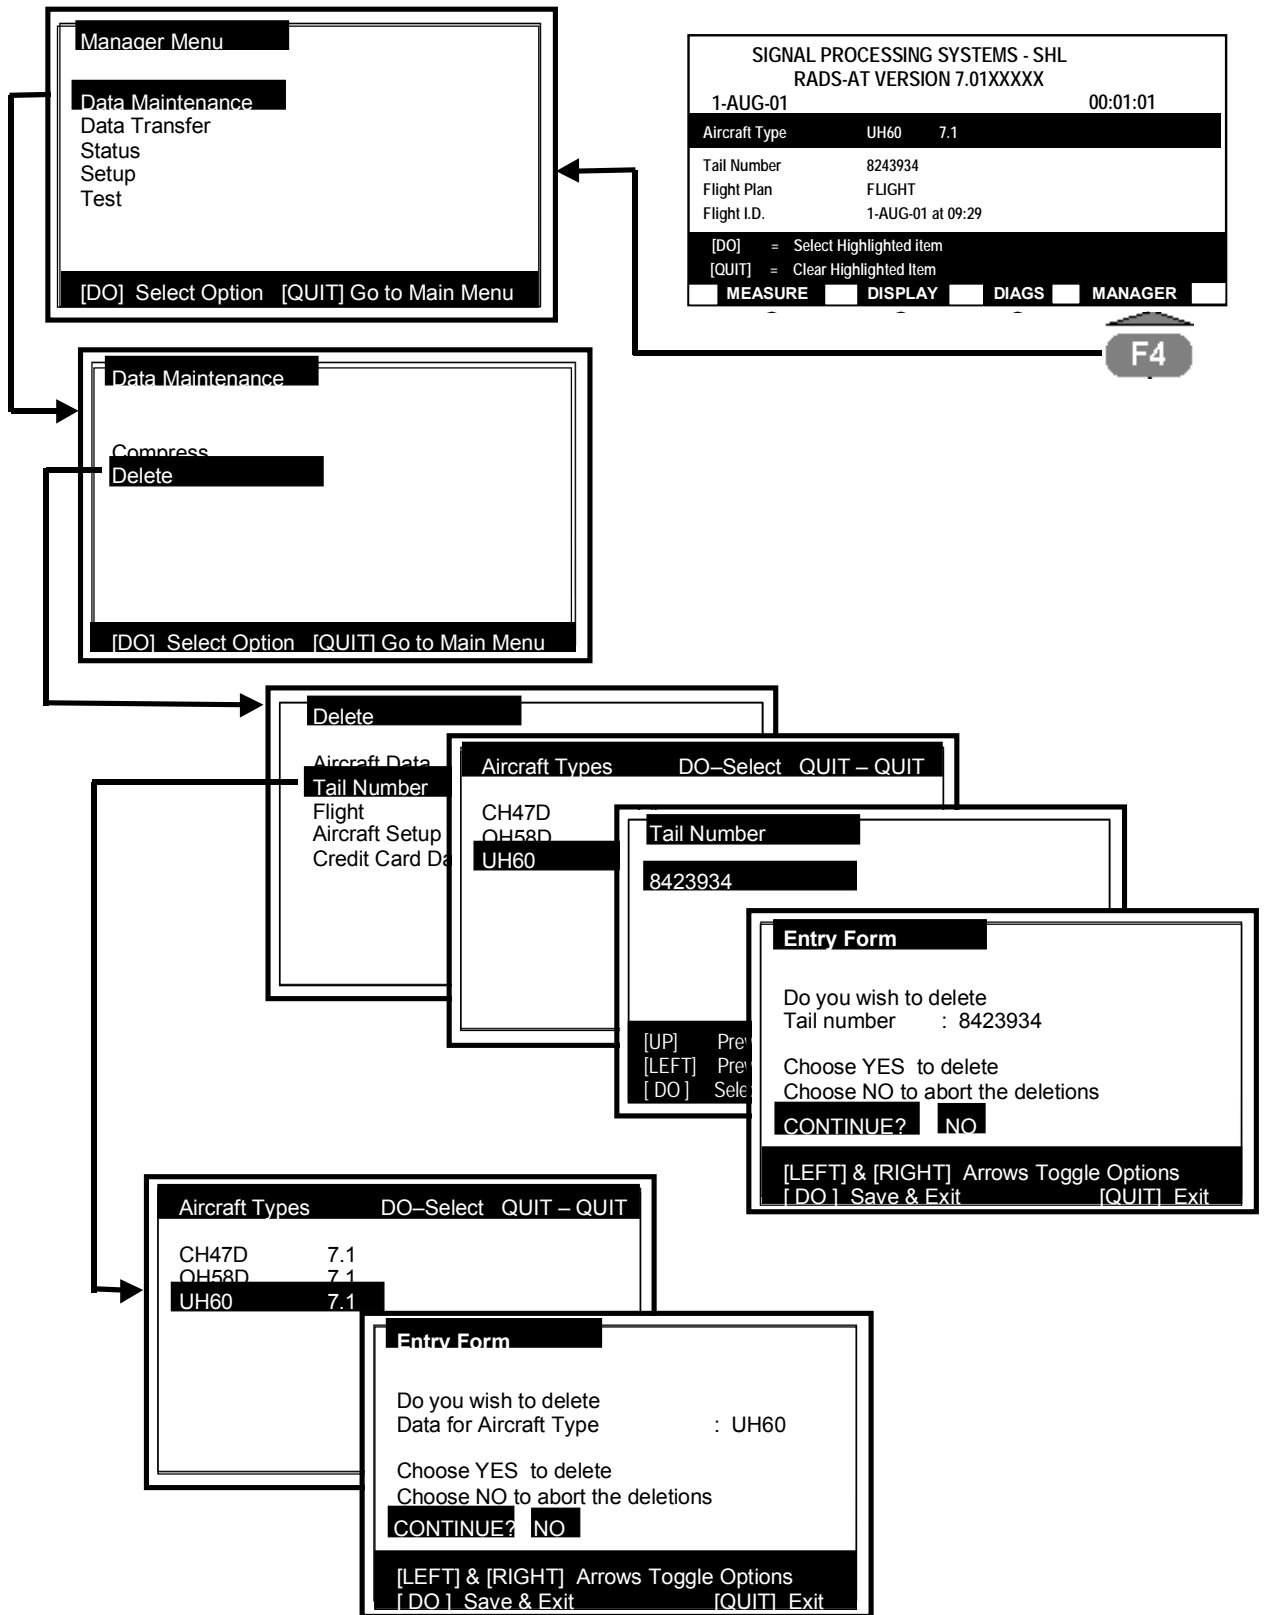 Manager Menu
Data Maintenance
Data Transfer
Status
Setup
Test
[DO] Select Option [QUIT] Go to Main Menu
SIGNAL PROCESSING SYSTEMS - SHL
RADS-AT VERSION 7.01XXXXX
1-AUG-01 00:01:01
Aircraft Type UH60 7.1
Tail Number 8243934
Flight Plan FLIGHT
Flight I.D. 1-AUG-01 at 09:29
[DO] = Select Highlighted item
[QUIT] = Clear Highlighted Item
MEASURE DISPLAY DIAGS MANAGER
F4
Data Maintenance
Compress
Delete
[DO] Select Option [QUIT] Go to Main Menu
Delete
Aircraft Data
Tail Number
Flight
Aircraft Setup
Credit Card Da
Aircraft Types DO–Select QUIT – QUIT
CH47D
OH58D
UH60
Tail Number
8423934
[UP] Prev
[LEFT] Prev
[ DO ] Sele
Entry Form
Do you wish to delete
Tail number : 8423934
Choose YES to delete
Choose NO to abort the deletions
CONTINUE? NO
[LEFT] & [RIGHT] Arrows Toggle Options
[ DO ] Save & Exit [QUIT] Exit
Aircraft Types DO–Select QUIT – QUIT
CH47D 7.1
OH58D 7.1
UH60 7.1
Entry Form
Do you wish to delete
Data for Aircraft Type : UH60
Choose YES to delete
Choose NO to abort the deletions
CONTINUE? NO
[LEFT] & [RIGHT] Arrows Toggle Options
[ DO ] Save & Exit [QUIT] Exit